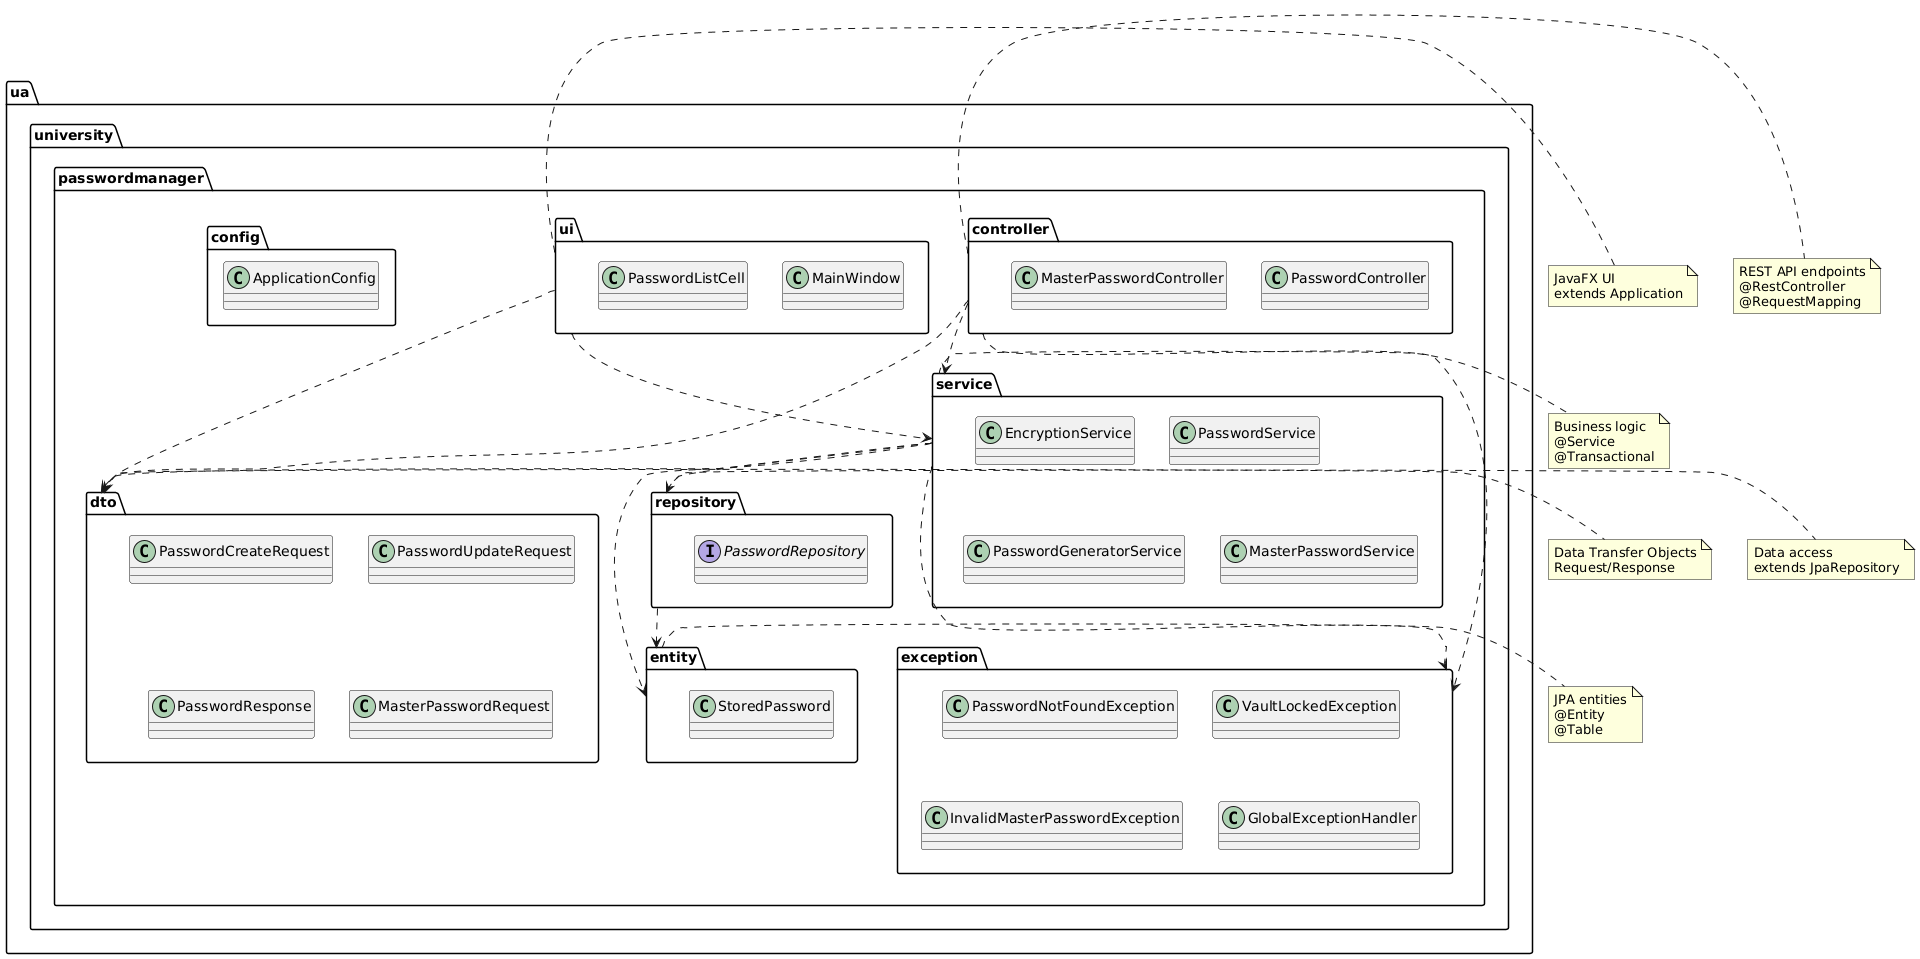 ua
university
passwordmanager
config
C ApplicationConfig
ui
C PasswordListCell
C MainWindow
controller
C MasterPasswordController
C PasswordController
JavaFX UI
extends Application
REST API endpoints
@RestController
@RequestMapping
service
C EncryptionService
C PasswordService
C PasswordGeneratorService
C MasterPasswordService
Business logic
@Service
@Transactional
dto
C PasswordCreateRequest
C PasswordUpdateRequest
C PasswordResponse
C MasterPasswordRequest
repository
I PasswordRepository
Data Transfer Objects
Request/Response
Data access
extends JpaRepository
entity
C StoredPassword
exception
C PasswordNotFoundException
C VaultLockedException
C InvalidMasterPasswordException
C GlobalExceptionHandler
JPA entities
@Entity
@Table